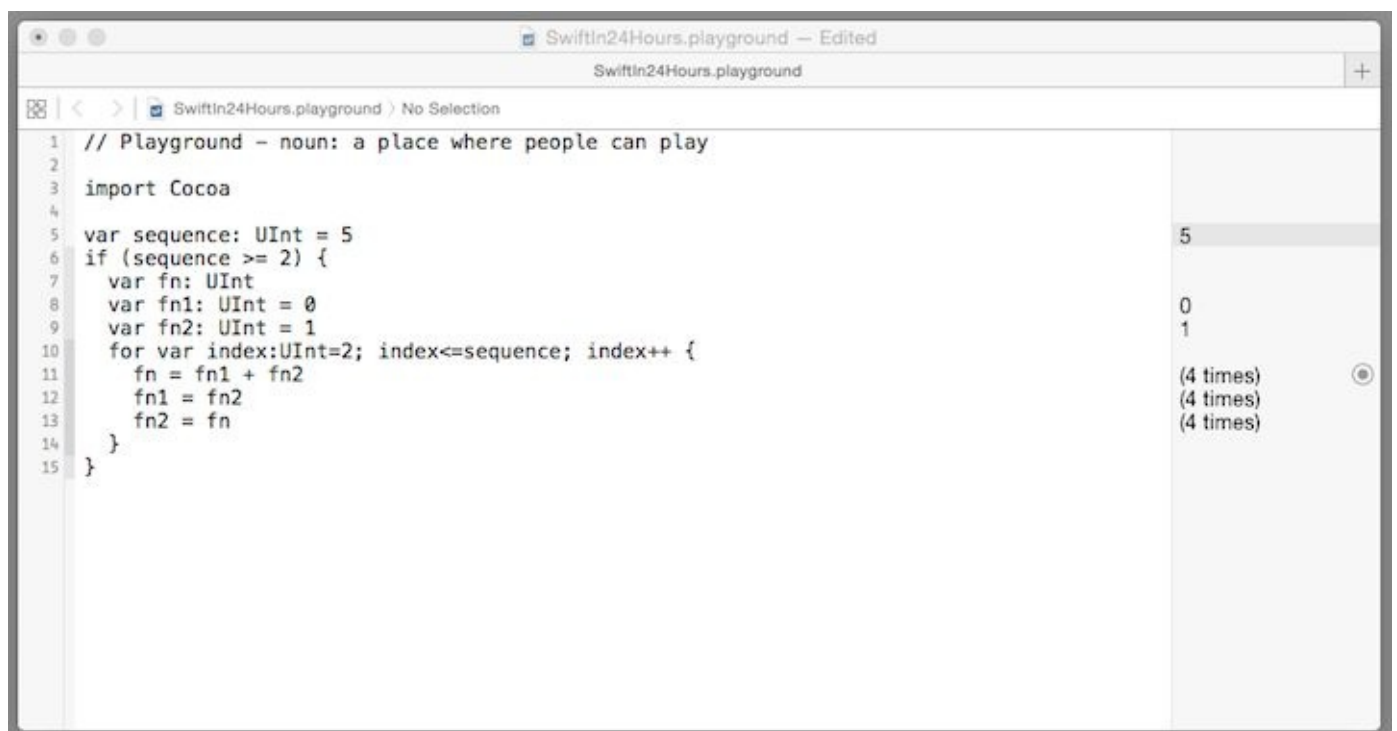 SwiftIn24Hours.playground — Edited
SwiftIn24Hours.playground +
SwiftIn24Hours.playground 〉 No Selection
1 // Playground – noun: a place where people can play
2
3 import Cocoa
4
5 var sequence: UInt = 5 5
6 if (sequence >= 2) {
7   var fn: UInt
8   var fn1: UInt = 0 0
9   var fn2: UInt = 1 1
10   for var index:UInt=2; index<=sequence; index++ {
11     fn = fn1 + fn2 (4 times)
12     fn1 = fn2 (4 times)
13     fn2 = fn (4 times)
14   }
15 }